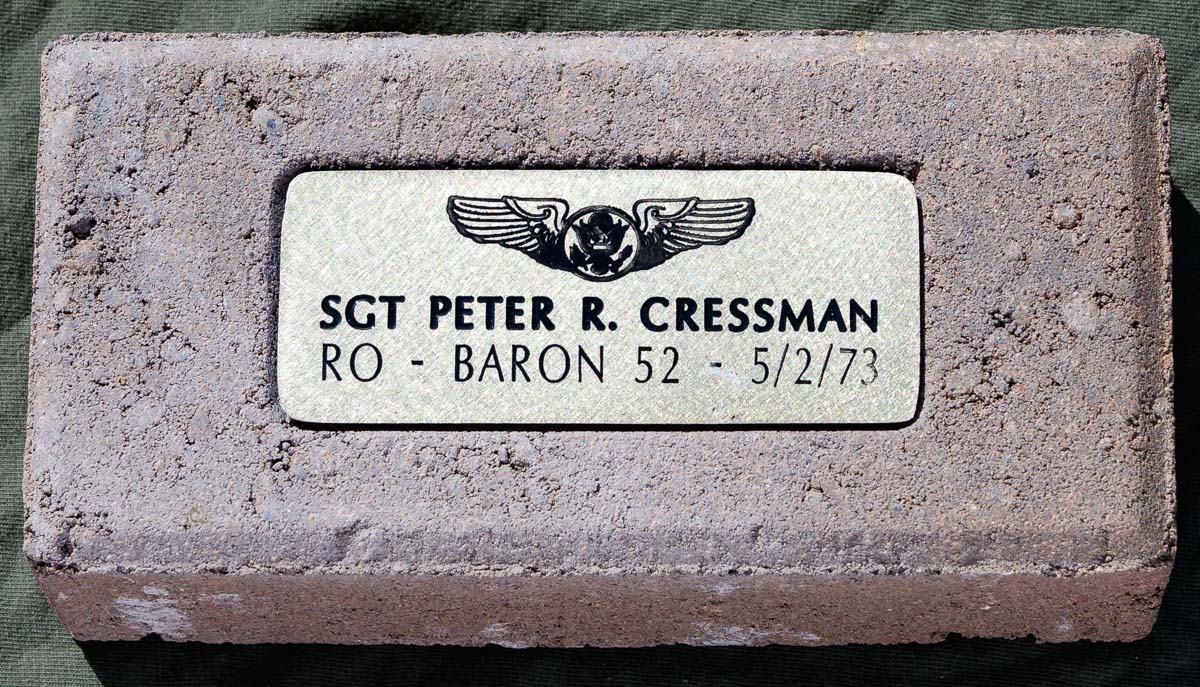 SGT PETER R. CRESSMAN
RO - BARON 52 - 5/2/73